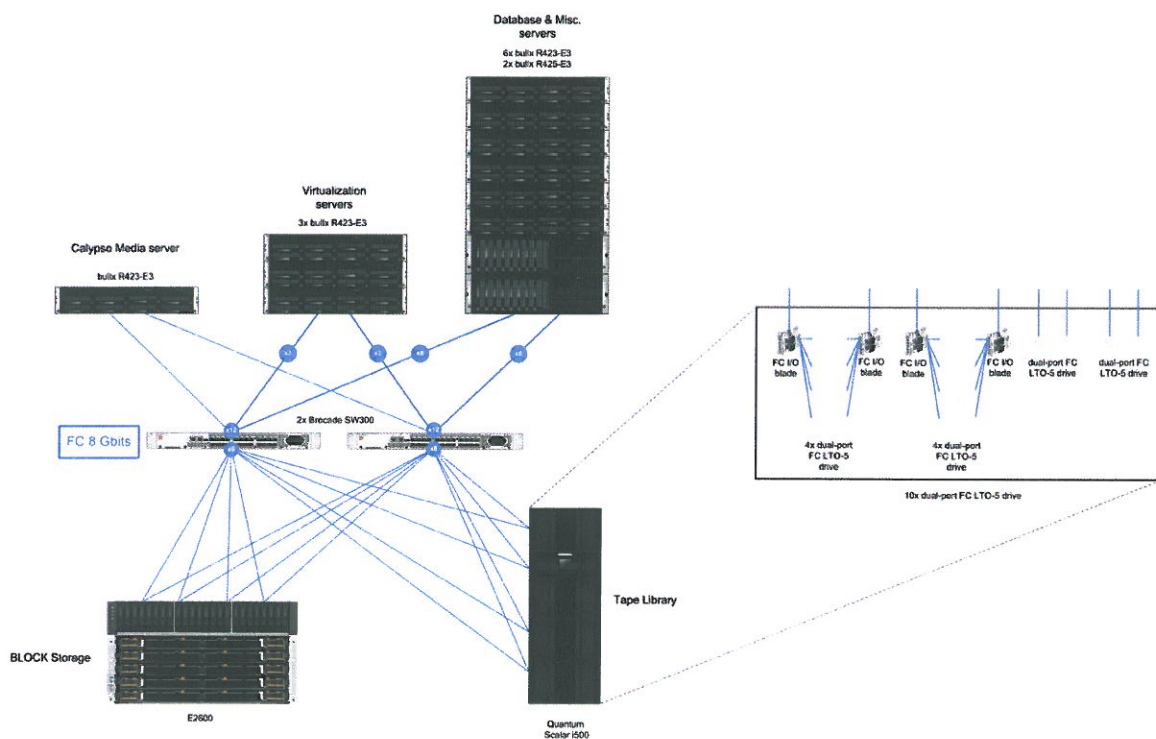 Database & Misc.
servers
6x bullx R423-E3
2x bullx R425-E3
Virtualization
servers
3x bullx R423-E3
Calypso Media server
bullx R423-E3
x3
x3
x8
x8
FC I/O
blade
FC I/O
blade
FC I/O
blade
FC I/O
blade
dual-port FC
LTO-5 drive
dual-port FC
LTO-5 drive
2x Brocade SW300
x12
x12
FC 8 Gbits
4x dual-port
FC LTO-5
drive
4x dual-port
FC LTO-5
drive
10x dual-port FC LTO-5 drive
Tape Library
BLOCK Storage
E2600
Quantum
Scalar i500